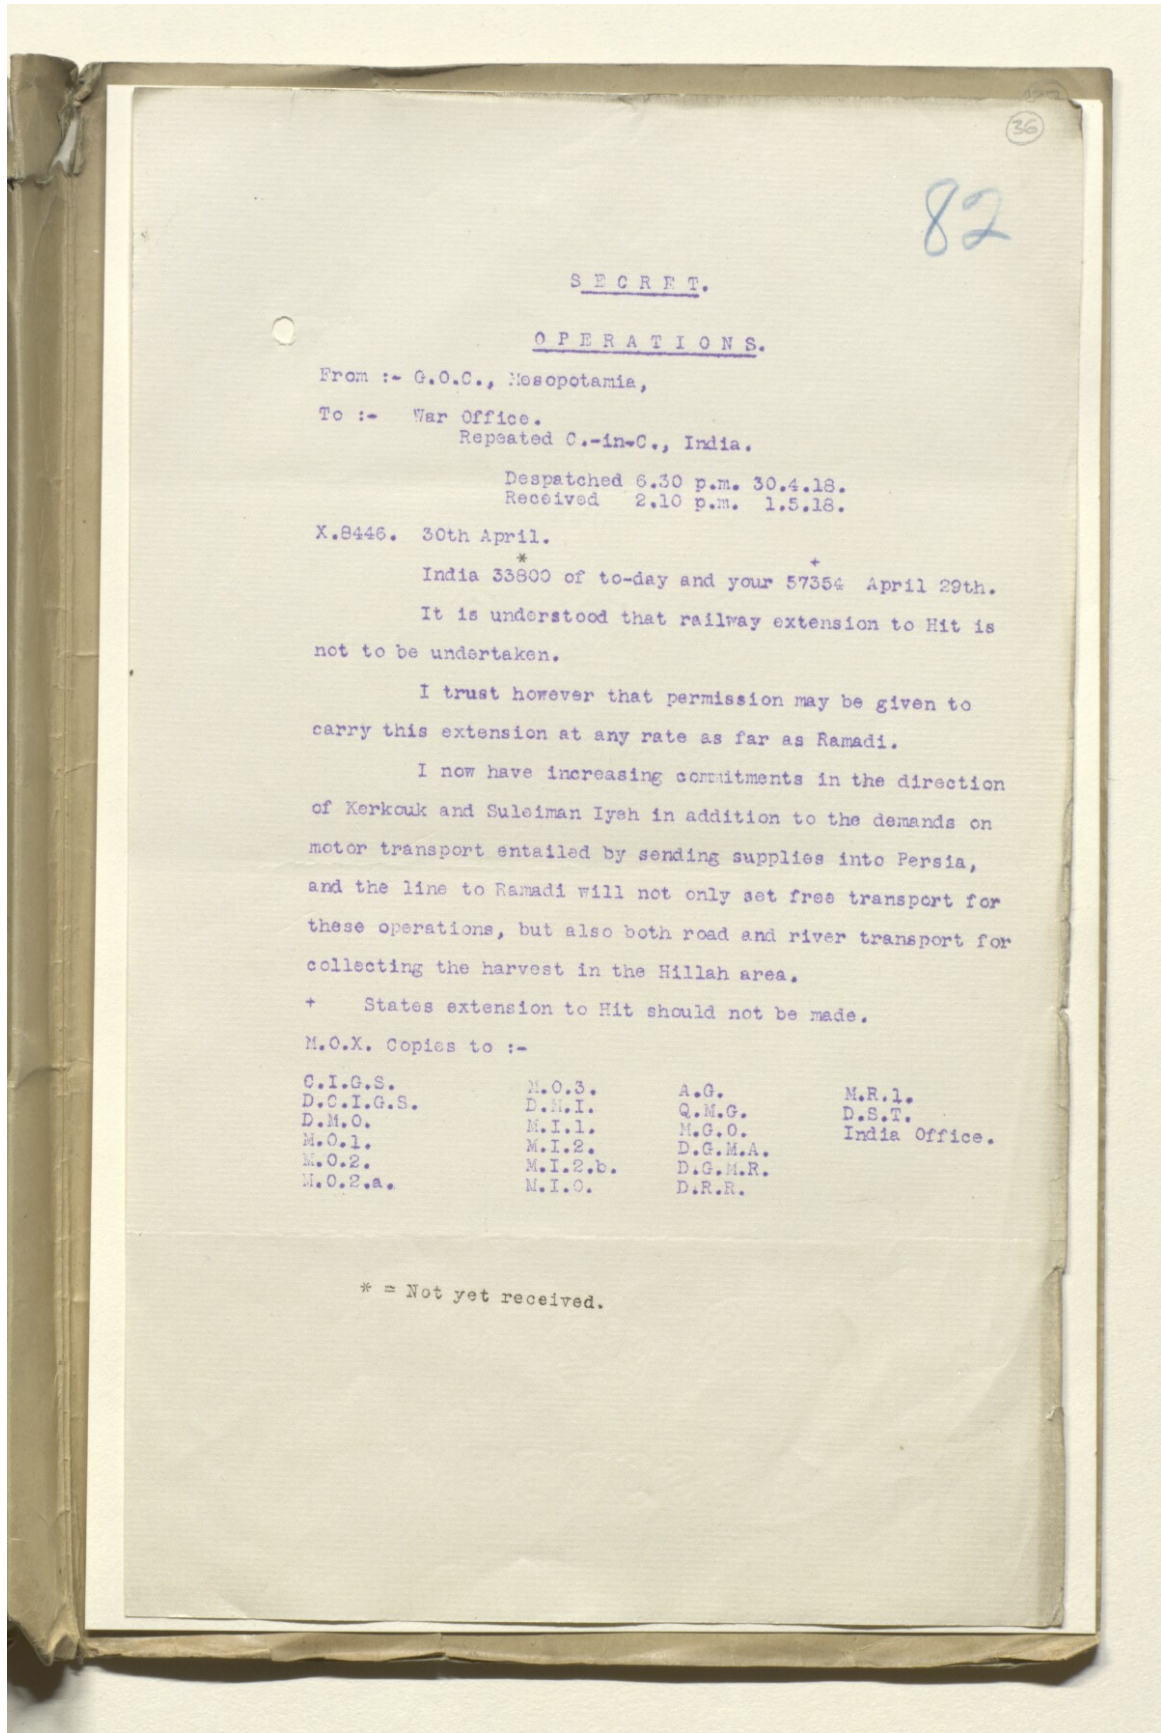 36
82
SECRET.
OPERATIONS.
From :- G.O.C., Mesopotamia,
To :- War Office.
Repeated C.-in-C., India.
Despatched 6.30 p.m. 30.4.18.
Received 2.10 p.m. 1.5.18.
X.8446. 30th April.
* +
India 33800 of to-day and your 57354 April 29th.
It is understood that railway extension to Hit is
not to be undertaken.
I trust however that permission may be given to
carry this extension at any rate as far as Ramadi.
I now have increasing commitments in the direction
of Kerkouk and Suleiman Iyeh in addition to the demands on
motor transport entailed by sending supplies into Persia,
and the line to Ramadi will not only set free transport for
these operations, but also both road and river transport for
collecting the harvest in the Hillah area.
+ States extension to Hit should not be made.
M.O.X. Copies to :-
C.I.G.S. M.O.3. A.G. M.R.1.
D.C.I.G.S. D.M.I. Q.M.G. D.S.T.
D.M.O. M.I.1. M.G.O. India Office.
M.O.1. M.I.2. D.G.M.A.
M.O.2. M.I.2.b. D.G.M.R.
M.O.2.a. M.I.O. D.R.R.
* = Not yet received.